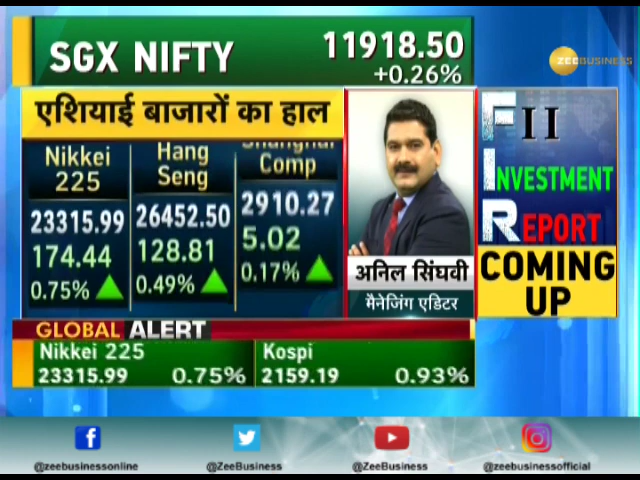 SGX NIFTY
11918.50
+0.26%
ZEEBUSINESS
एशियाई बाजारों का हाल
Nikkei
225
23315.99
174.44
0.75%
Hang
Seng
26452.50
128.81
0.49%
Shanghai
Comp
2910.27
5.02
0.17%
अनिल सिंघवी
मैनेजिंग एडिटर
FII
INVESTMENT
REPORT
COMING
UP
GLOBAL ALERT
Nikkei 225
23315.99 0.75%
Kospi
2159.19 0.93%
@zeebusinessonline
@ZeeBusiness
@ZeeBusiness
@zeebusinessofficial